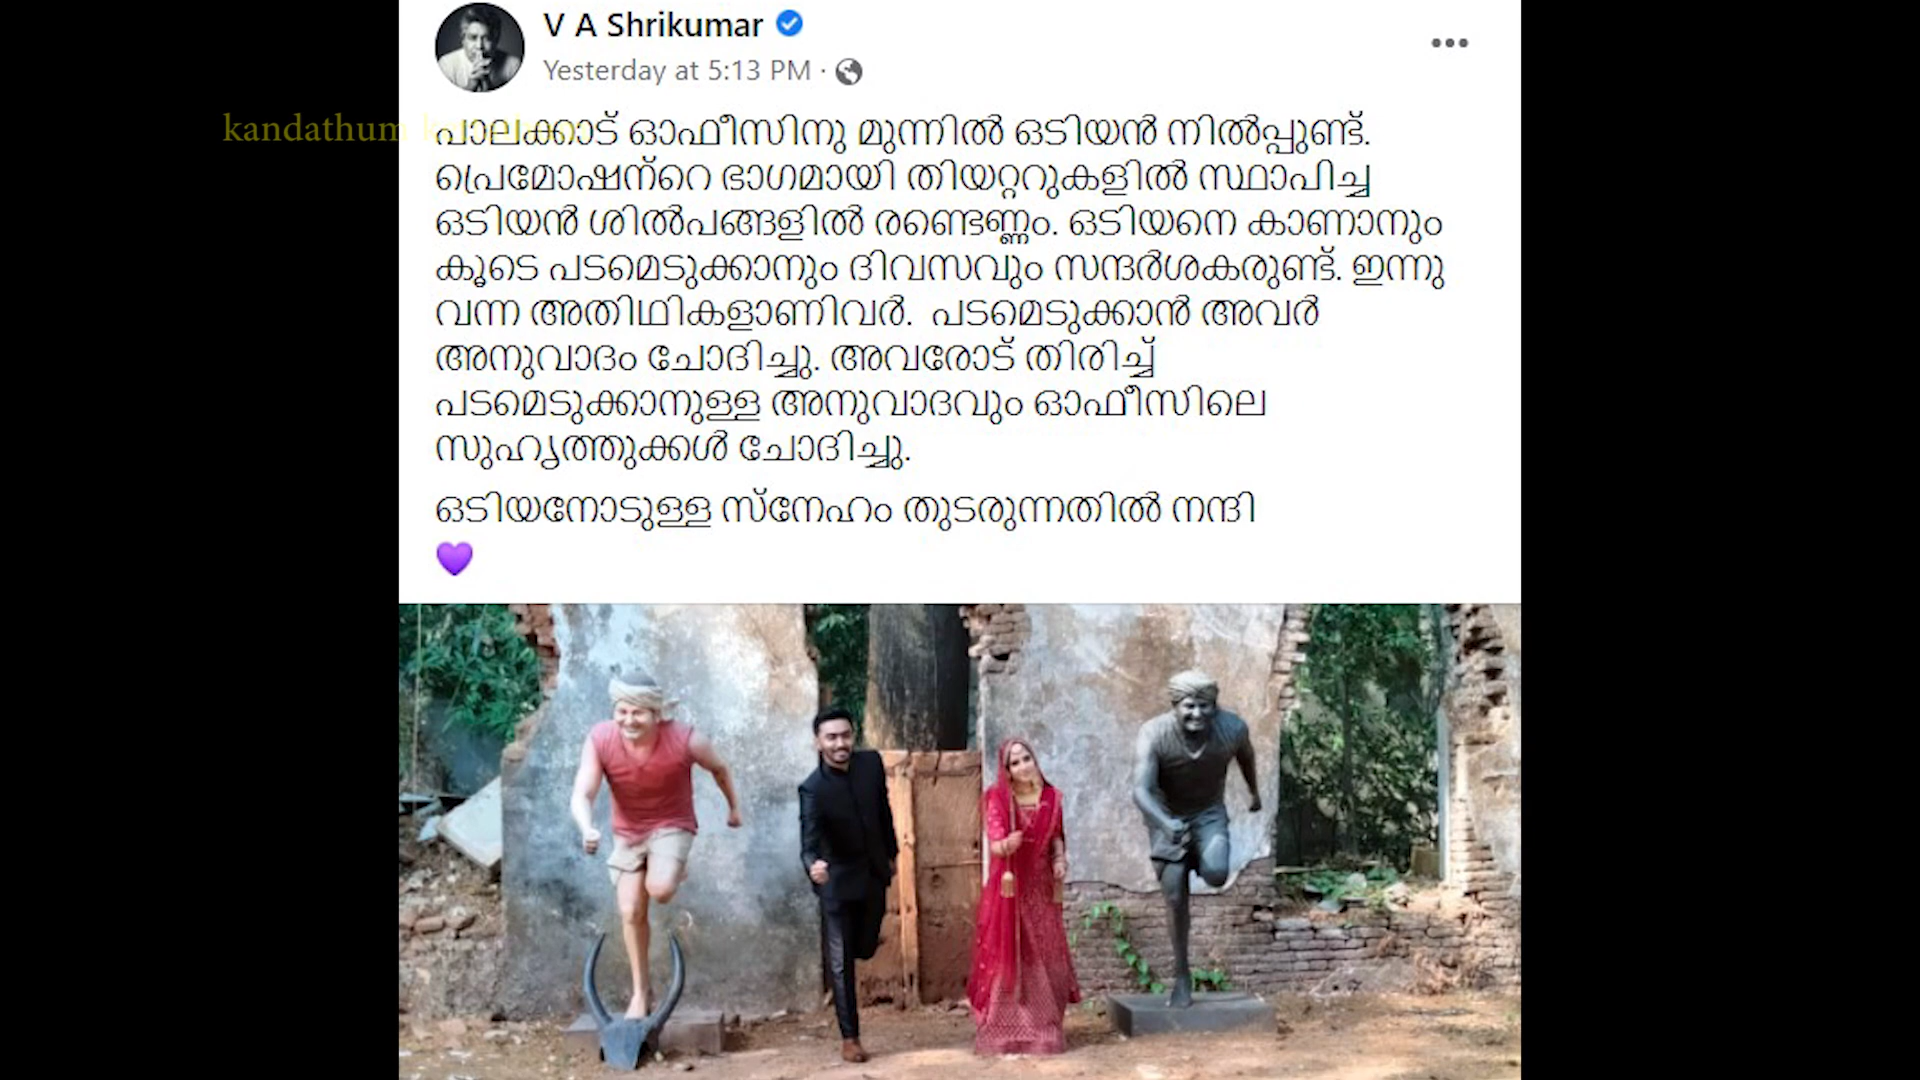 V A Shrikumar
Yesterday at 5:13 PM ·
kandathum
പാലക്കാട് ഓഫീസിനു മുന്നിൽ ഒടിയൻ നിൽപ്പുണ്ട്.
പ്രെമോഷന്റെ ഭാഗമായി തിയറ്ററുകളിൽ സ്ഥാപിച്ച
ഒടിയൻ ശിൽപങ്ങളിൽ രണ്ടെണ്ണം. ഒടിയനെ കാണാനും
കൂടെ പടമെടുക്കാനും ദിവസവും സന്ദർശകരുണ്ട്. ഇന്നു
വന്ന അതിഥികളാണിവർ. പടമെടുക്കാൻ അവർ
അനുവാദം ചോദിച്ചു. അവരോട് തിരിച്ച്
പടമെടുക്കാനുള്ള അനുവാദവും ഓഫീസിലെ
സുഹൃത്തുക്കൾ ചോദിച്ചു.
ഒടിയനോടുള്ള സ്നേഹം തുടരുന്നതിൽ നന്ദി
💜